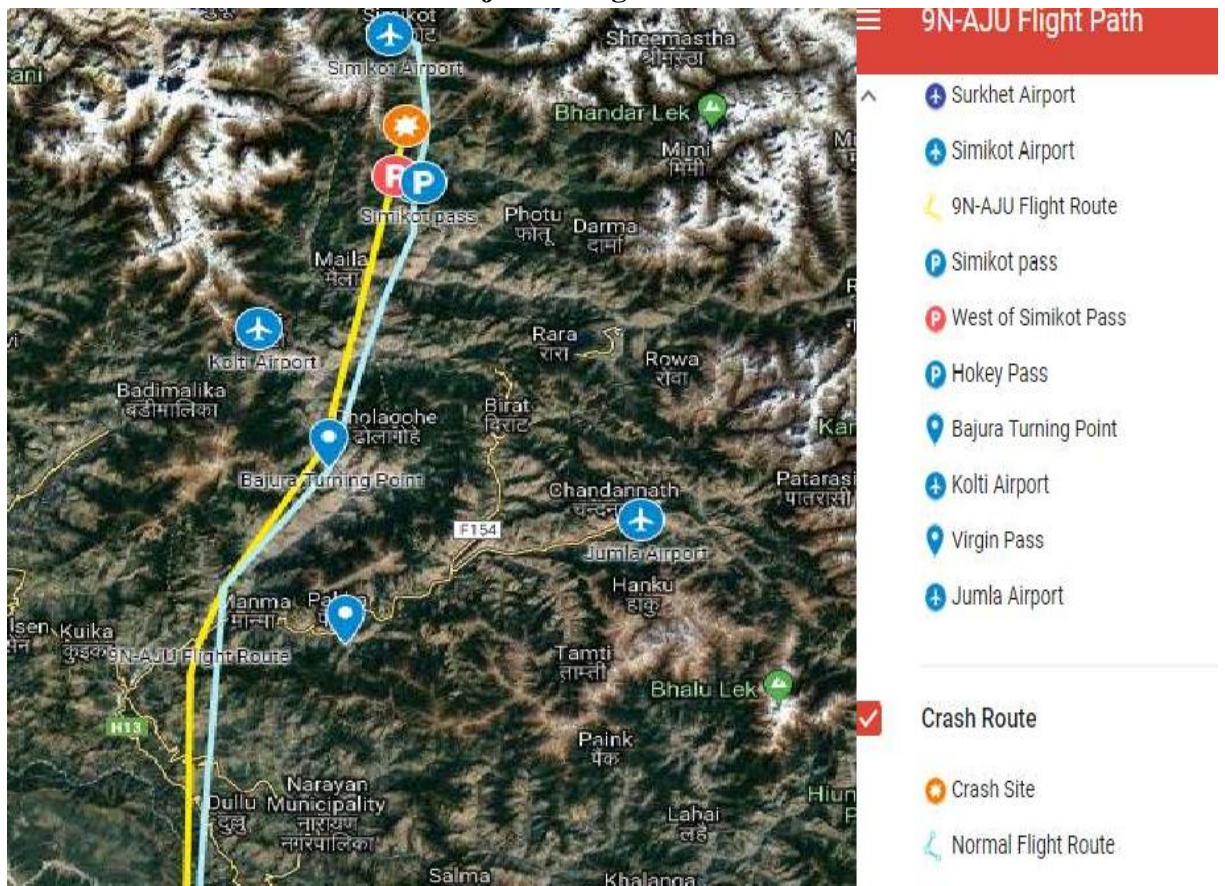 सिमिकोट
Simikot Airport
Shreemastha
श्रीमस्ठा
Bhandar Lek
Mimi
मिमी
Simikot pass
Photu
फोतू
Darma
दार्मा
Maila
मैला
Kolti Airport
Rara
रारा
Rowa
रोवा
Badimalika
बडीमालिका
Birat
विराट
ढोलागोहे
Bajura Turning Point
Chandannath
Patarasi
पातरासी
F154
Jumla Airport
Manma
मान्मा
Hanku
हाकु
Kuika
कुइका
9N-AJU Flight Route
Tamti
ताम्ती
Bhalu Lek
H13
Paink
पैंक
Narayan
Municipality
नारायण
नगरपालिका
Dullu
दुल्लु
Lahai
लहै
Salma
Khalanga
9N-AJU Flight Path
Surkhet Airport
Simikot Airport
9N-AJU Flight Route
Simikot pass
West of Simikot Pass
Hokey Pass
Bajura Turning Point
Kolti Airport
Virgin Pass
Jumla Airport
Crash Route
Crash Site
Normal Flight Route